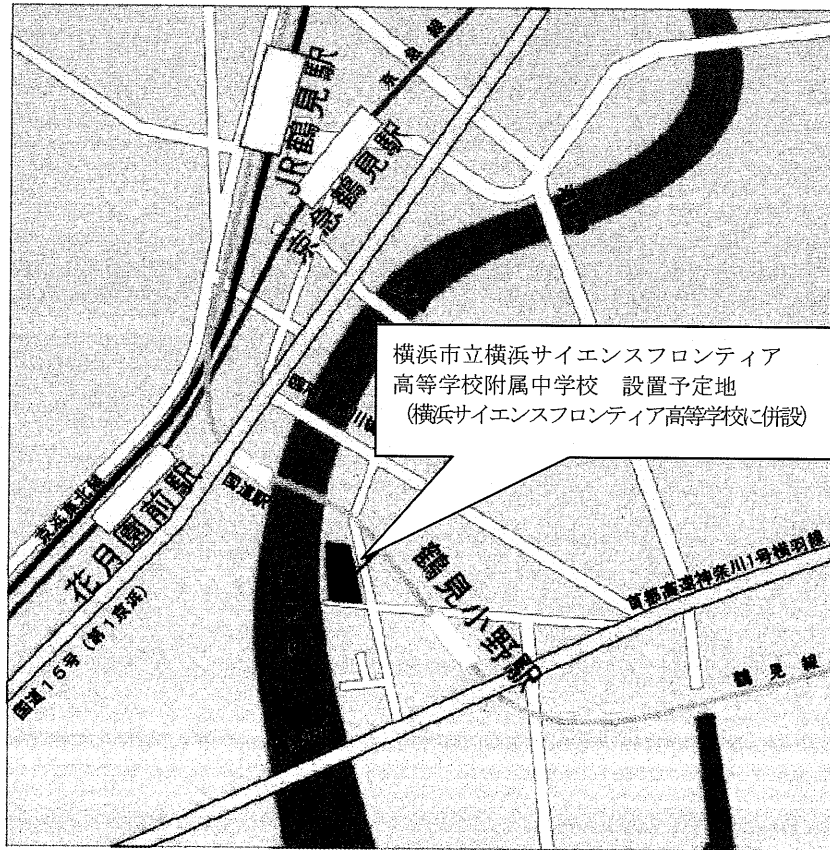 JR鶴見駅
京急線
京急鶴見駅
横浜市立横浜サイエンスフロンティア
高等学校附属中学校 設置予定地
(横浜サイエンスフロンティア高等学校に併設)
国道駅
京浜東北線
花月園前駅
国道15号(第1京浜)
鶴見小野駅
首都高速神奈川1号横羽線
鶴見線